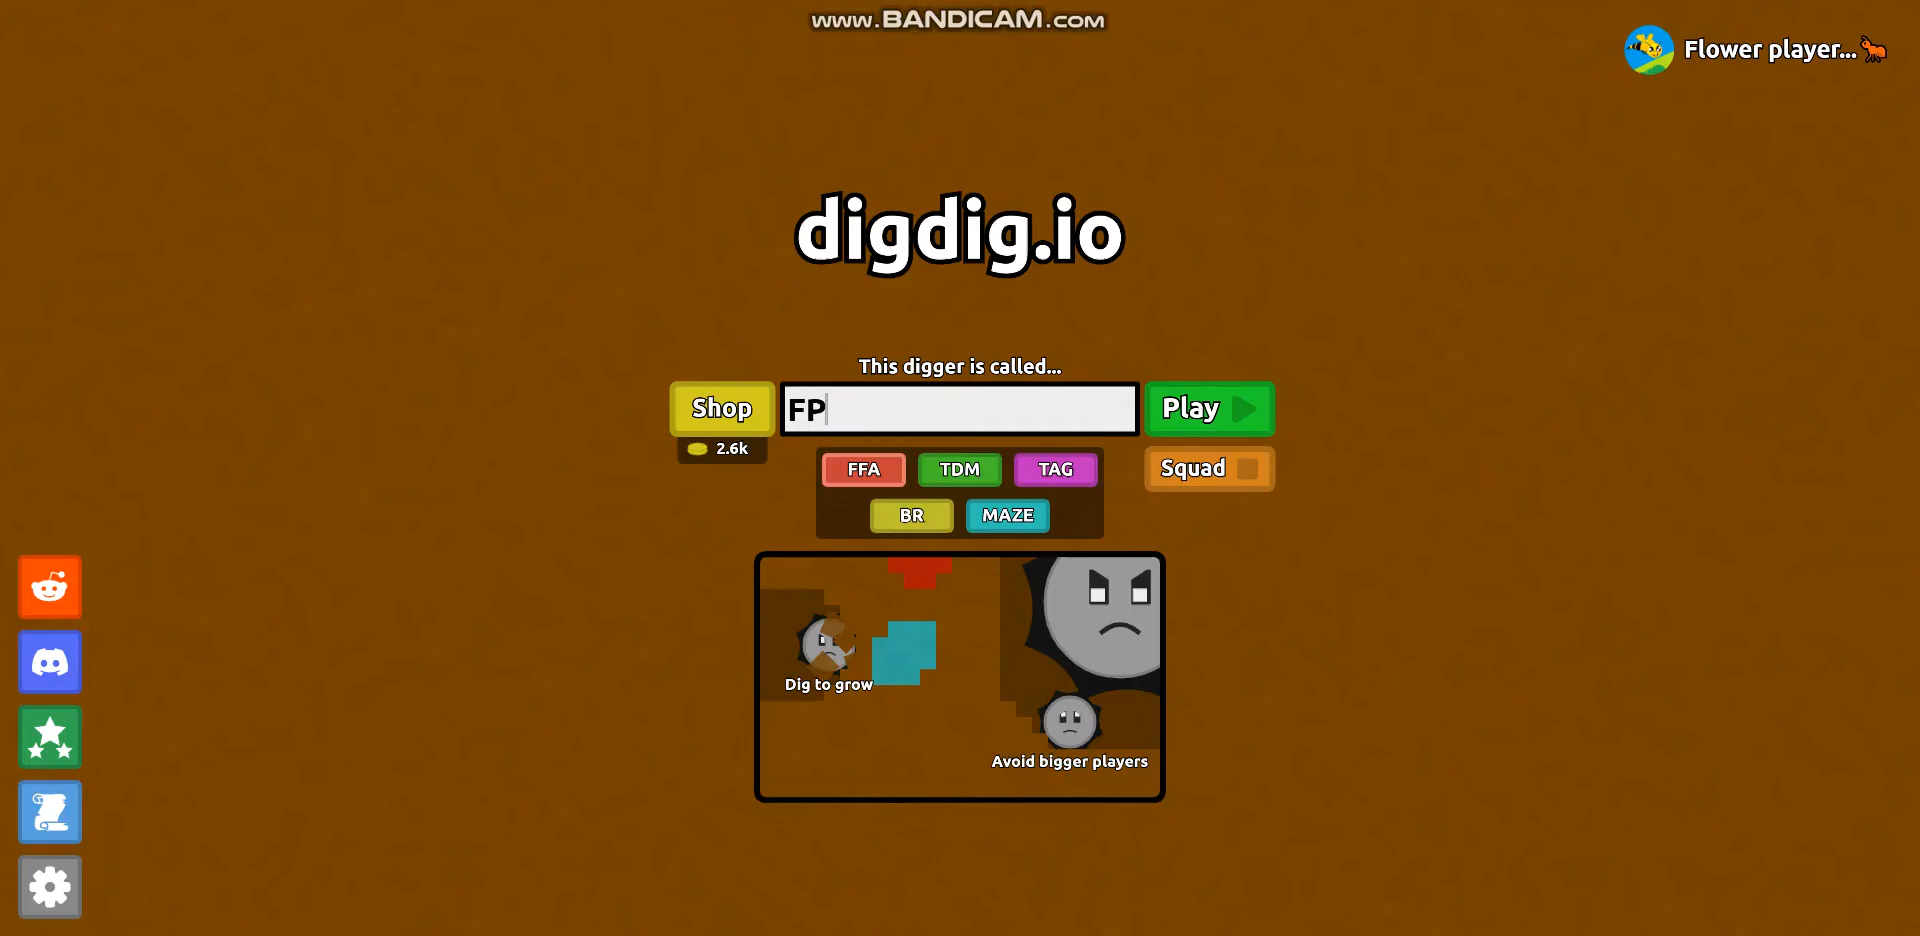 www.BANDICAM.com
Flower player...
digdig.io
This digger is called...
Shop
FP
Play
2.6k
FFA
TDM
TAG
Squad
BR
MAZE
Dig to grow
Avoid bigger players